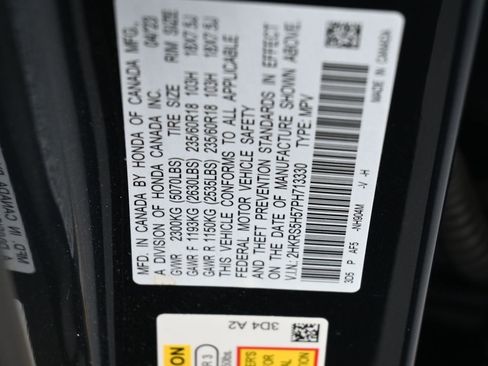 MFD. IN CANADA BY HONDA OF CANADA MFG.,
A DIVISION OF HONDA CANADA INC. 04/23
GVWR 2300KG (5070LBS) TIRE SIZE RIM SIZE
GAWR F 1193KG (2630LBS) 235/60R18 103H 18X7.5J
GAWR R 1150KG (2535LBS) 235/60R18 103H 18X7.5J
THIS VEHICLE CONFORMS TO ALL APPLICABLE
FEDERAL MOTOR VEHICLE SAFETY
AND THEFT PREVENTION STANDARDS IN EFFECT
ON THE DATE OF MANUFACTURE SHOWN ABOVE.
V.I.N.: 2HKRS5H57PH713330 TYPE: MPV
3D5 P AF5 -NH904M -V -H
MADE IN CANADA
3D4 A2